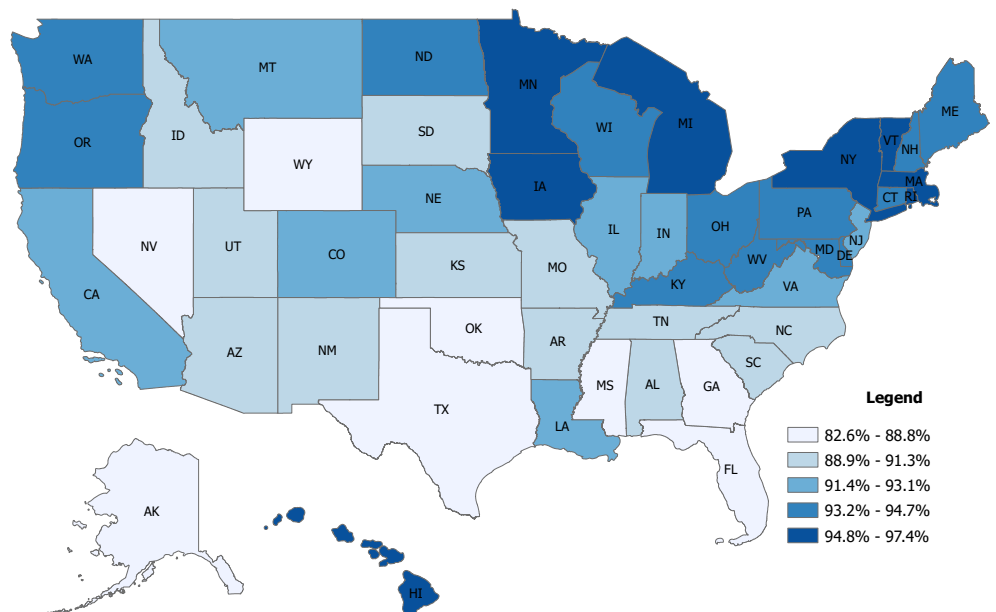 WA
MT
ND
MN
ME
OR
ID
SD
WI
MI
VT
NH
NY
WY
MA
IA
NE
CT
RI
PA
NV
UT
CO
IL
IN
OH
NJ
MD
DE
WV
KS
MO
KY
VA
CA
TN
NC
OK
AZ
NM
AR
SC
MS
AL
GA
TX
LA
FL
AK
HI
Legend
82.6% - 88.8%
88.9% - 91.3%
91.4% - 93.1%
93.2% - 94.7%
94.8% - 97.4%